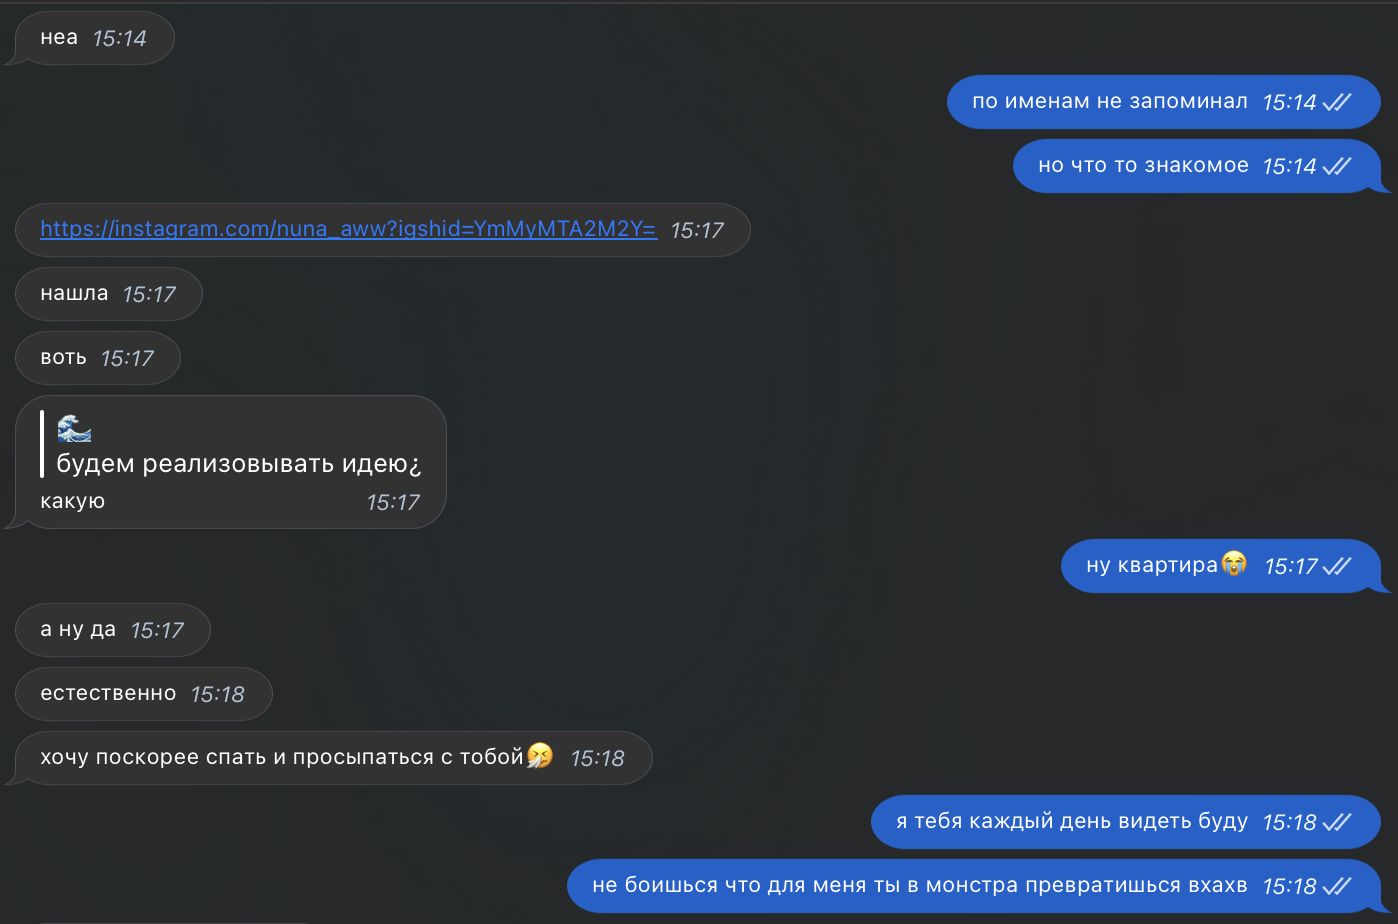 неа 15:14
по именам не запоминал 15:14
но что то знакомое 15:14
https://instagram.com/nuna_aww?igshid=YmMyMTA2M2Y= 15:17
нашла 15:17
воть 15:17
🌊
будем реализовывать идею¿
какую 15:17
ну квартира😭 15:17
а ну да 15:17
естественно 15:18
хочу поскорее спать и просыпаться с тобой🤧 15:18
я тебя каждый день видеть буду 15:18
не боишься что для меня ты в монстра превратишься вхахв 15:18